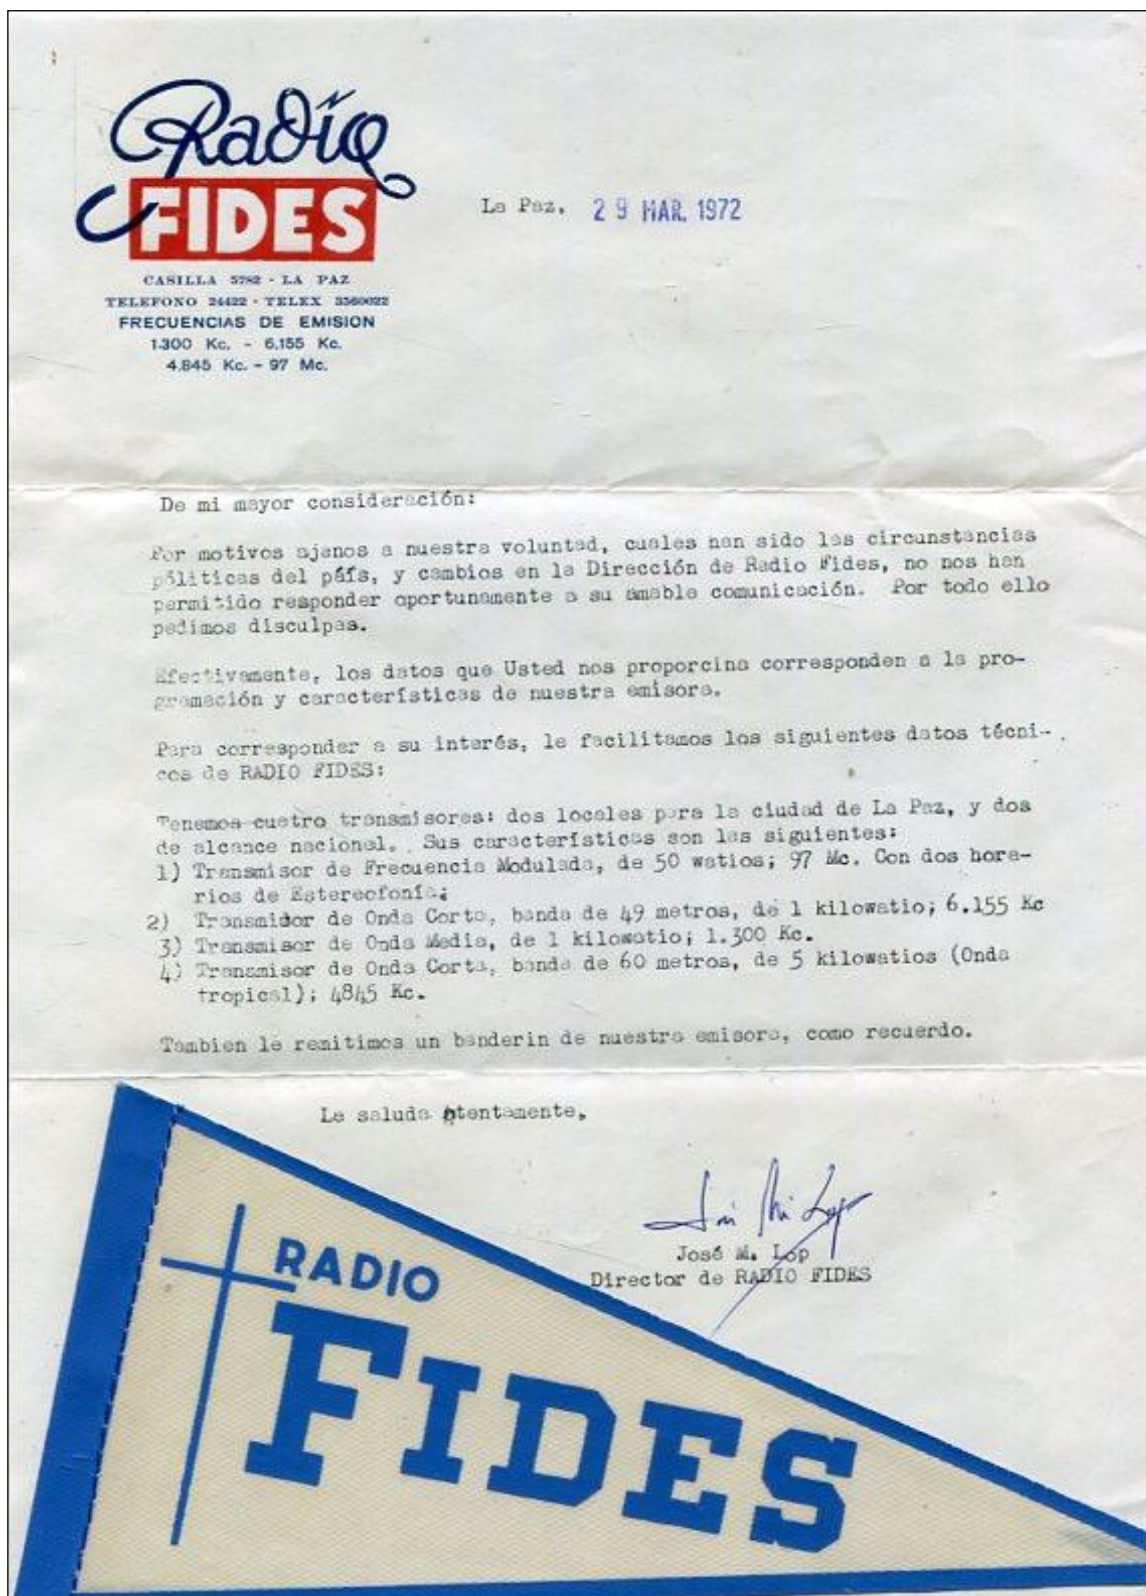 Radio
FIDES
CASILLA 5782 - LA PAZ
TELEFONO 24422 - TELEX 3560022
FRECUENCIAS DE EMISION
1.300 Kc. - 6.155 Kc.
4.845 Kc. - 97 Mc.
La Paz, 29 MAR. 1972
De mi mayor consideración:
Por motivos ajenos a nuestra voluntad, cuales han sido las circunstancias
póliticas del páís, y cambios en la Dirección de Radio Fides, no nos han
permitido responder oportunamente a su amable comunicación. Por todo ello
pedimos disculpas.
Efectivamente, los datos que Usted nos proporcina corresponden a la pro-
gramación y características de nuestra emisora.
Para corresponder a su interés, le facilitamos los siguientes datos técni-
cos de RADIO FIDES:
Tenemos cuatro transmisores: dos locales para la ciudad de La Paz, y dos
de alcance nacional. Sus características son las siguientes:
1) Transmisor de Frecuencia Modulada, de 50 watios; 97 Mc. Con dos hora-
rios de Estereofonía;
2) Transmidor de Onda Corta, banda de 49 metros, de 1 kilowatio; 6.155 Kc
3) Transmisor de Onda Media, de 1 kilowatio; 1.300 Kc.
4) Transmisor de Onda Corta, banda de 60 metros, de 5 kilowatios (Onda
tropical); 4845 Kc.
Tambien le remitimos un banderin de nuestra emisora, como recuerdo.
Le saluda atentamente,
José M. Lop
Director de RADIO FIDES
RADIO
FIDES